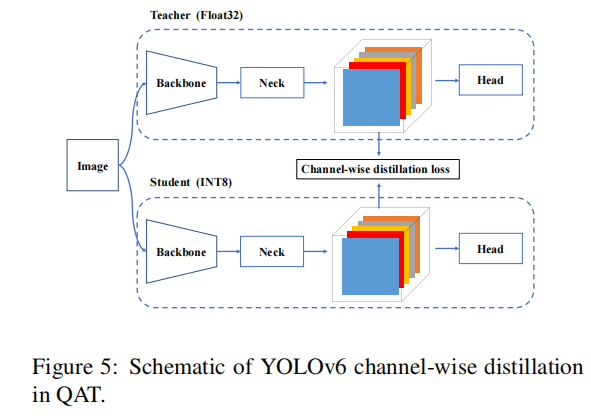 Teacher (Float32)
Backbone
Neck
Head
Image
Channel-wise distillation loss
Student (INT8)
Backbone
Neck
Head
Figure 5: Schematic of YOLOv6 channel-wise distillation
in QAT.